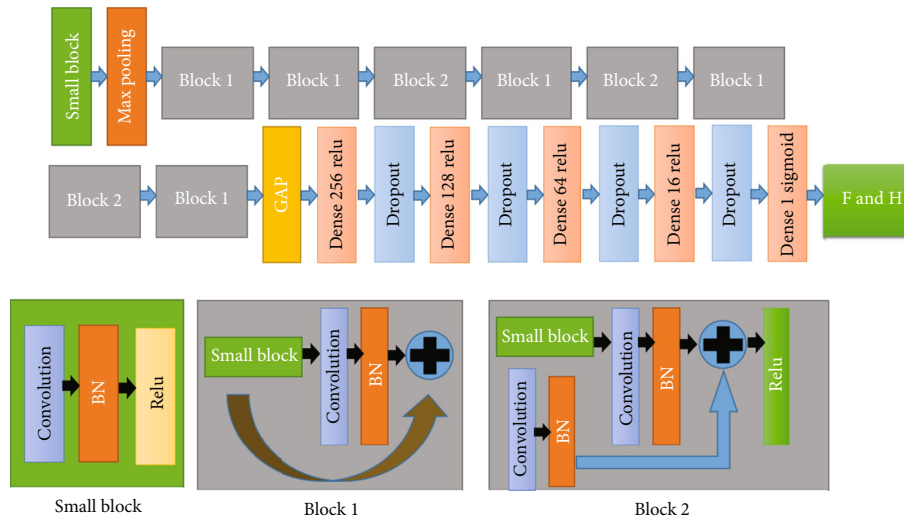 Small block
Max pooling
Block 1
Block 1
Block 2
Block 1
Block 2
Block 1
Block 2
Block 1
GAP
Dense 256 relu
Dropout
Dense 128 relu
Dropout
Dense 64 relu
Dropout
Dense 16 relu
Dropout
Dense 1 sigmoid
F and H
Convolution
BN
Relu
Small block
Small block
Convolution
BN
Block 1
Small block
Convolution
BN
Relu
Convolution
BN
Block 2